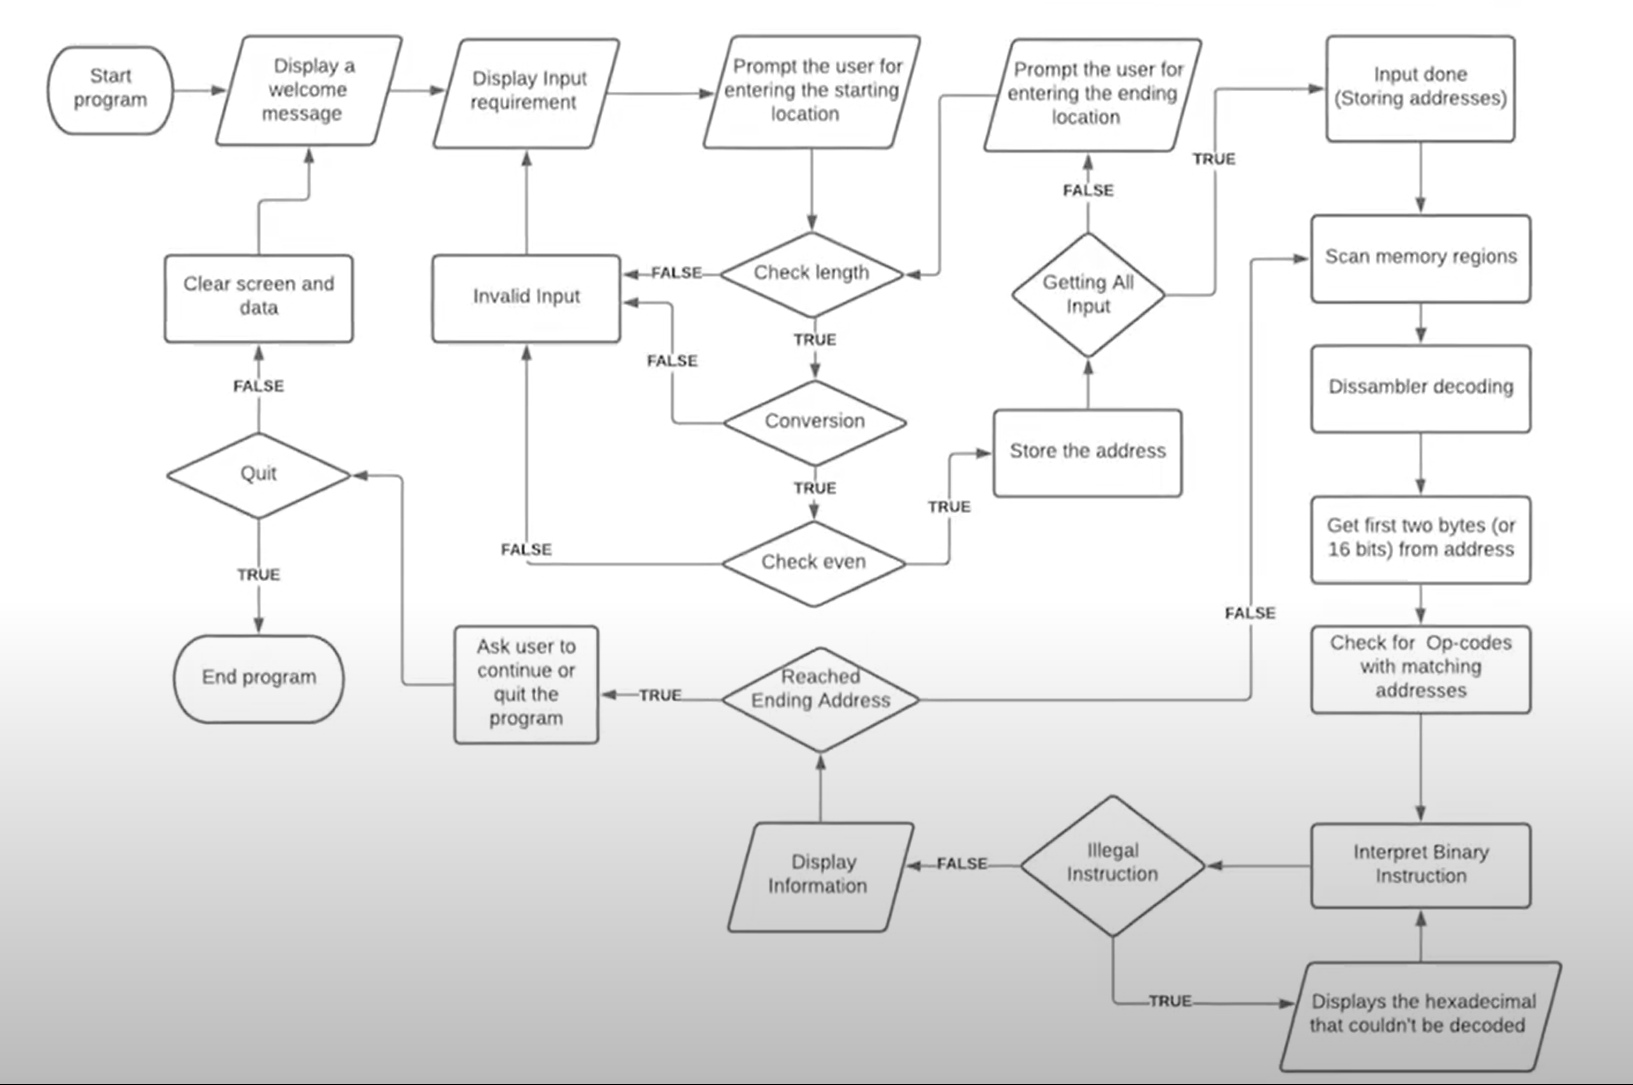 Start
program
Display a
welcome
message
Display Input
requirement
Prompt the user for
entering the starting
location
Prompt the user for
entering the ending
location
Input done
(Storing addresses)
TRUE
FALSE
Clear screen and
data
Invalid Input
FALSE
Check length
Getting All
Input
Scan memory regions
TRUE
FALSE
FALSE
Conversion
Dissambler decoding
Quit
TRUE
Store the address
TRUE
FALSE
Check even
Get first two bytes (or
16 bits) from address
TRUE
FALSE
End program
Ask user to
continue or
quit the
program
TRUE
Reached
Ending Address
Check for Op-codes
with matching
addresses
Display
Information
FALSE
Illegal
Instruction
Interpret Binary
Instruction
TRUE
Displays the hexadecimal
that couldn't be decoded